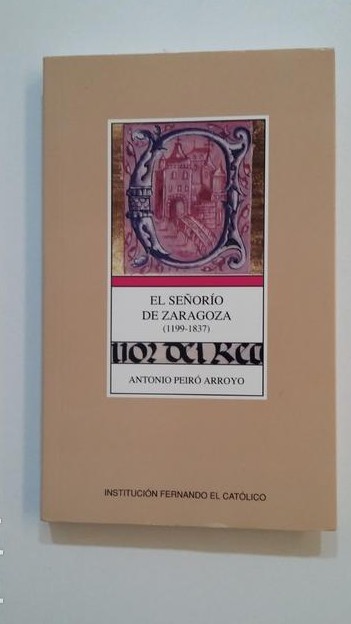 EL SEÑORÍO
DE ZARAGOZA
(1199-1837)
ANTONIO PEIRÓ ARROYO
INSTITUCIÓN FERNANDO EL CATÓLICO